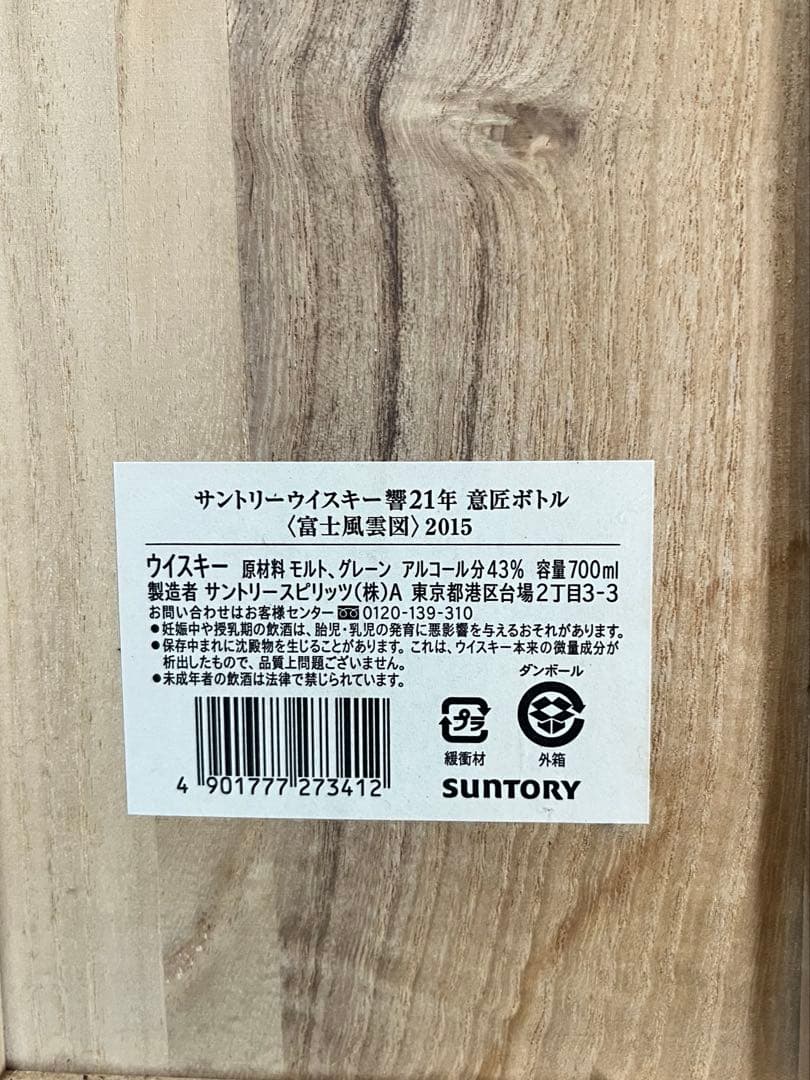 サントリーウイスキー響21年 意匠ボトル
〈富士風雲図〉2015
ウイスキー 原材料 モルト、グレーン アルコール分43% 容量700ml
製造者 サントリースピリッツ(株)A 東京都港区台場2丁目3-3
お問い合わせはお客様センター 0120-139-310
●妊娠中や授乳期の飲酒は、胎児・乳児の発育に悪影響を与えるおそれがあります。
●保存中まれに沈殿物を生じることがあります。これは、ウイスキー本来の微量成分が
析出したもので、品質上問題ございません。
●未成年者の飲酒は法律で禁じられています。
ダンボール
プラ
緩衝材
外箱
4 901777 273412
SUNTORY